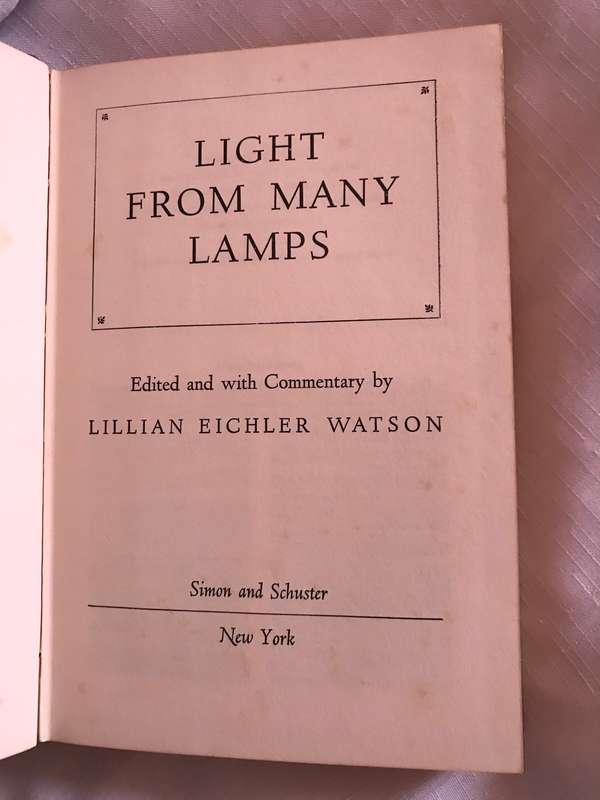 LIGHT
FROM MANY
LAMPS
Edited and with Commentary by
LILLIAN EICHLER WATSON
Simon and Schuster
New York